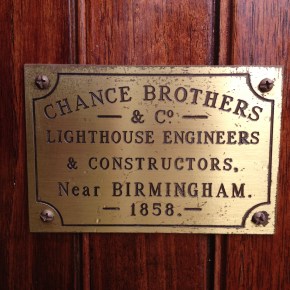 CHANCE BROTHERS
— & Co —
LIGHTHOUSE ENGINEERS
& CONSTRUCTORS,
Near BIRMINGHAM.
— 1858. —